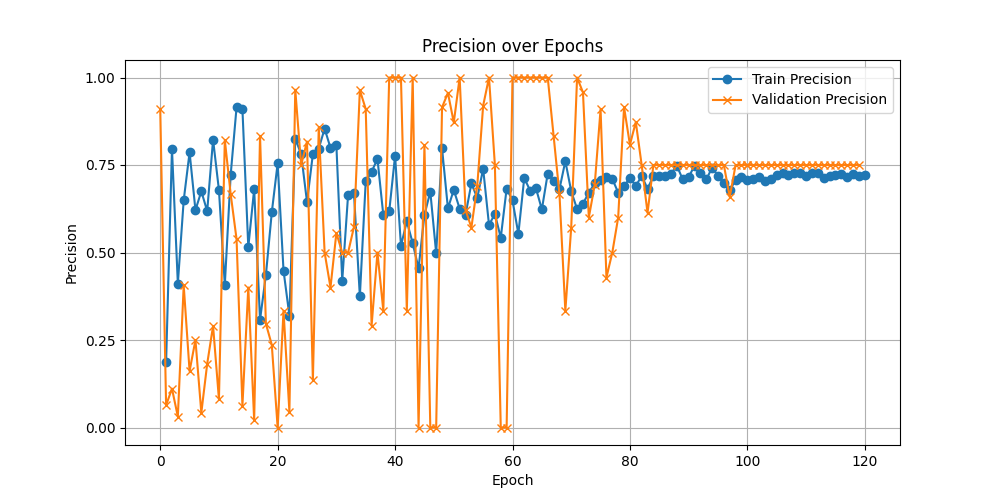 Precision over Epochs
Train Precision
Validation Precision
1.00
0.75
0.50
0.25
0.00
Precision
0 20 40 60 80 100 120
Epoch